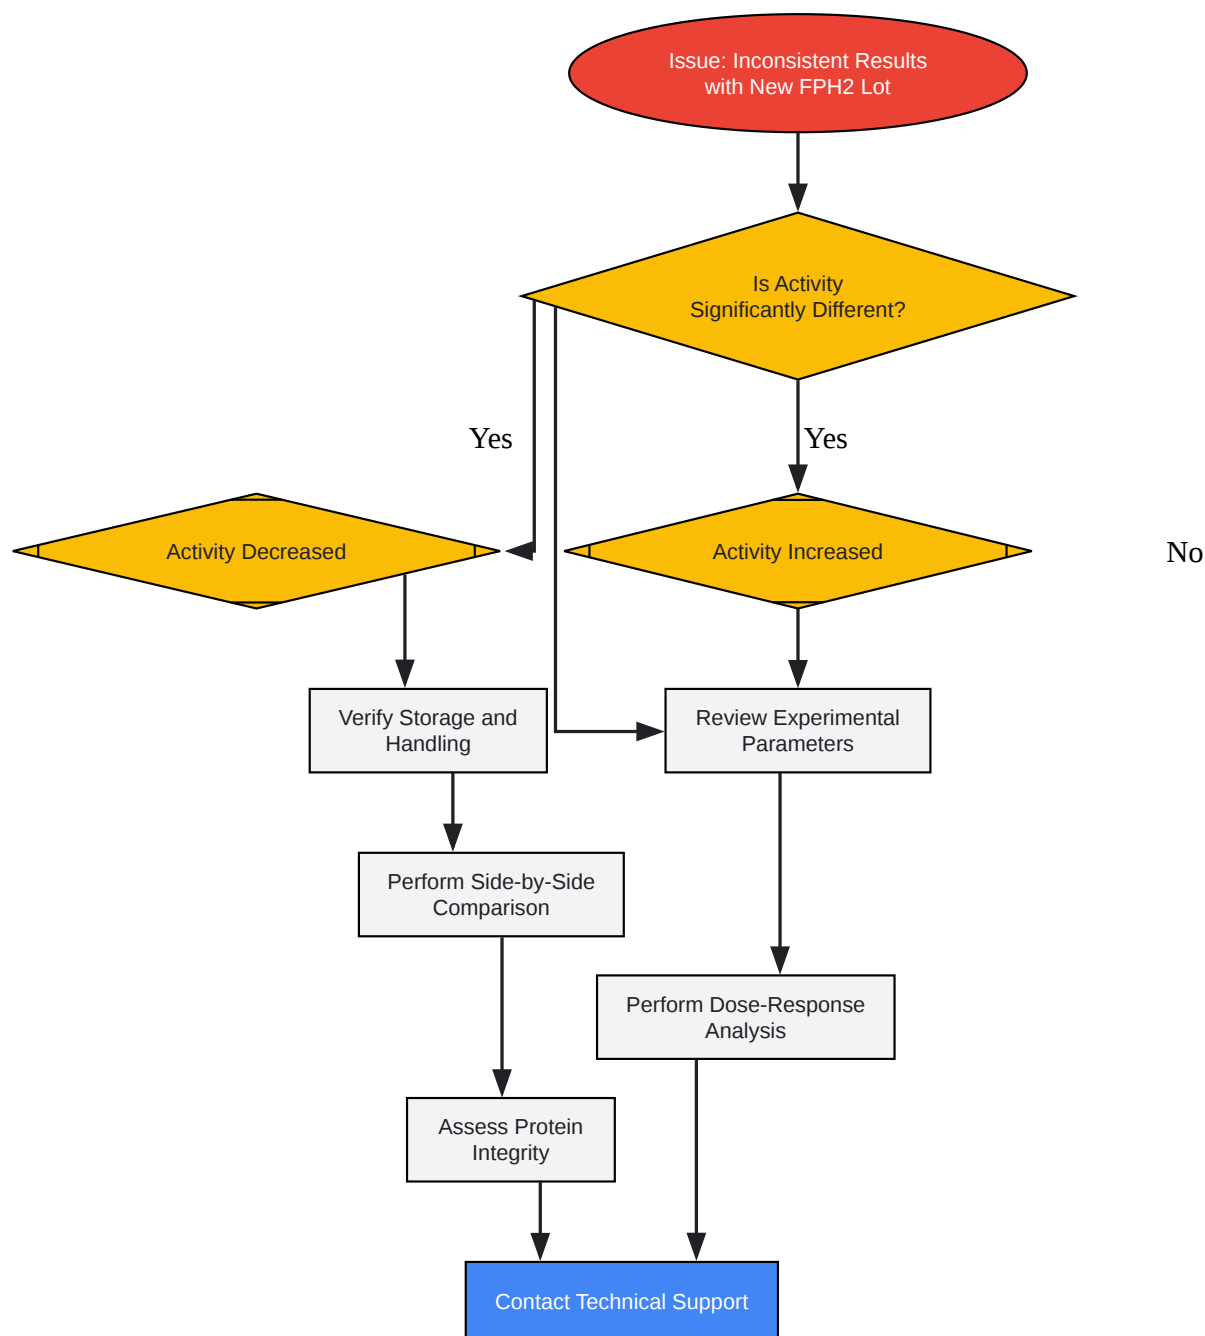 Issue: Inconsistent Results
with New FPH2 Lot
Is Activity
Significantly Different?
Yes
Yes
Activity Decreased
Activity Increased
No
Verify Storage and
Handling
Review Experimental
Parameters
Perform Side-by-Side
Comparison
Perform Dose-Response
Analysis
Assess Protein
Integrity
Contact Technical Support